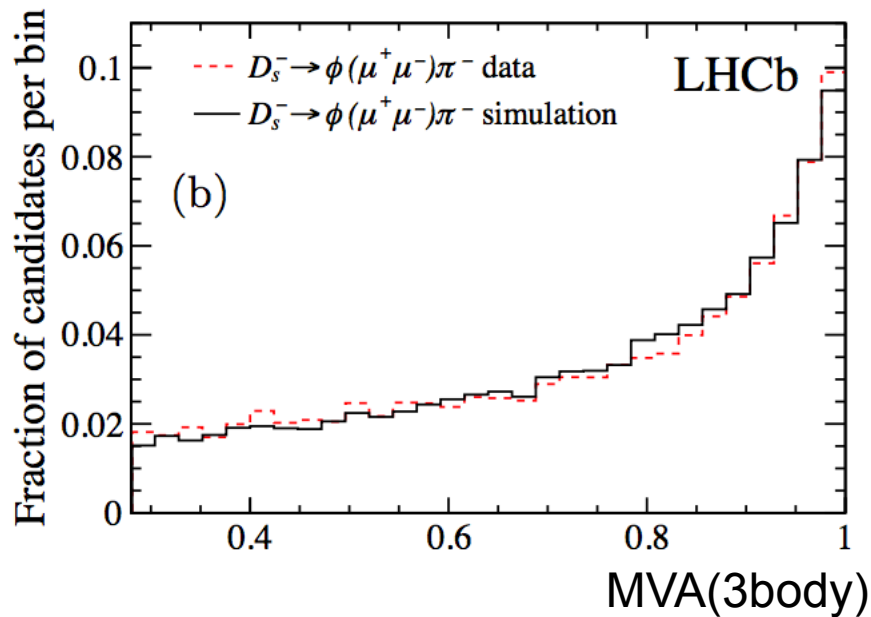 Fraction of candidates per bin
0.1
0.08
0.06
0.04
0.02
0
D_s^- → ϕ(μ^+ μ^-)π^- data
D_s^- → ϕ(μ^+ μ^-)π^- simulation
LHCb
(b)
0.4 0.6 0.8 1
MVA(3body)